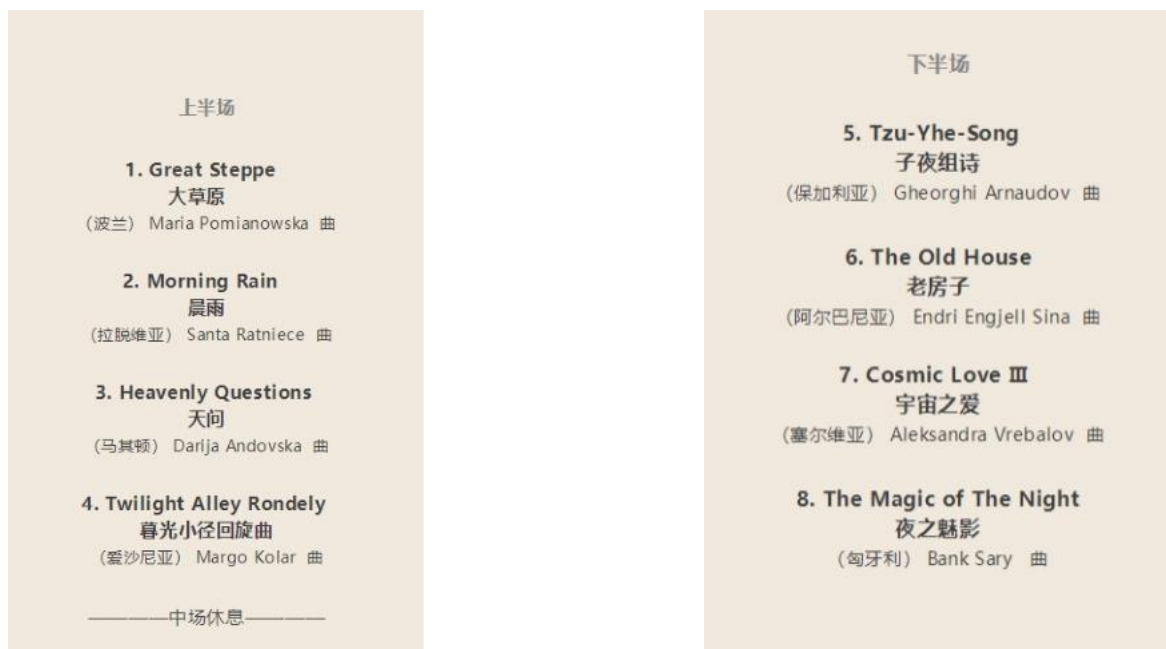 上半场
1. Great Steppe
大草原
（波兰） Maria Pomianowska 曲
2. Morning Rain
晨雨
（拉脱维亚） Santa Ratniece 曲
3. Heavenly Questions
天问
（马其顿） Darija Andovska 曲
4. Twilight Alley Rondely
暮光小径回旋曲
（爱沙尼亚） Margo Kolar 曲
————中场休息————
下半场
5. Tzu-Yhe-Song
子夜组诗
（保加利亚） Gheorghi Arnaudov 曲
6. The Old House
老房子
（阿尔巴尼亚） Endri Engjell Sina 曲
7. Cosmic Love Ⅲ
宇宙之爱
（塞尔维亚） Aleksandra Vrebalov 曲
8. The Magic of The Night
夜之魅影
（匈牙利） Bank Sary 曲